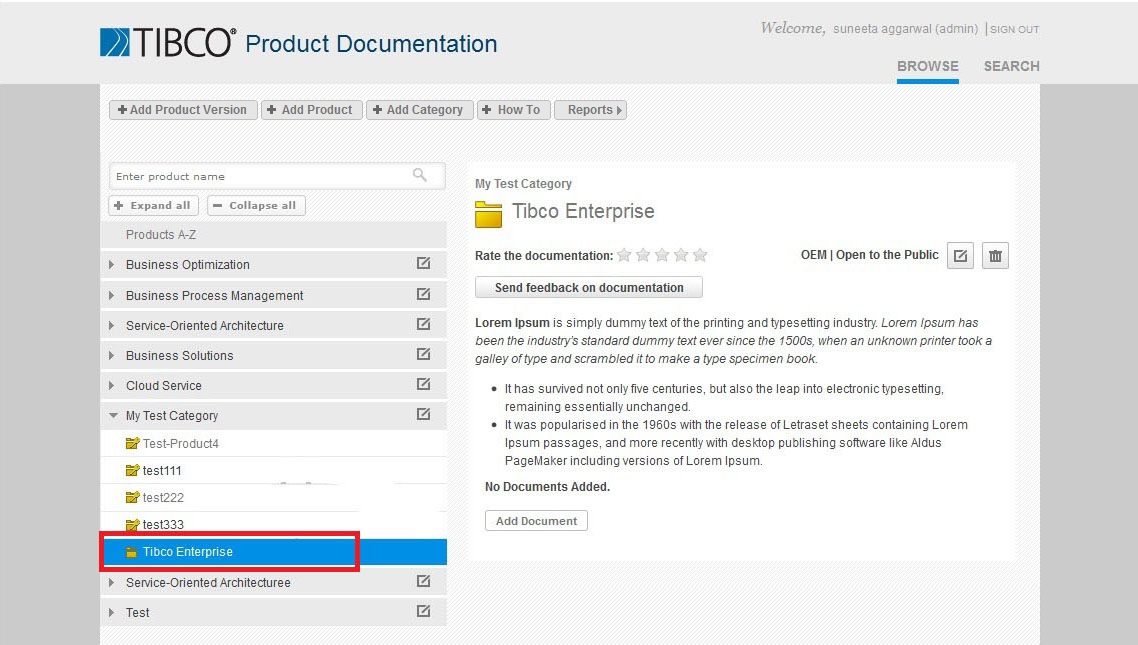 TIBCO® Product Documentation
Welcome, suneeta aggarwal (admin) | SIGN OUT
BROWSE SEARCH
Add Product Version Add Product Add Category How To Reports
Enter product name
Expand all Collapse all
Products A-Z
Business Optimization
Business Process Management
Service-Oriented Architecture
Business Solutions
Cloud Service
My Test Category
Test-Product4
test111
test222
test333
Tibco Enterprise
Service-Oriented Architecturee
Test
My Test Category
Tibco Enterprise
Rate the documentation:
OEM | Open to the Public
Send feedback on documentation
Lorem Ipsum is simply dummy text of the printing and typesetting industry. Lorem Ipsum has
been the industry's standard dummy text ever since the 1500s, when an unknown printer took a
galley of type and scrambled it to make a type specimen book.
• It has survived not only five centuries, but also the leap into electronic typesetting,
remaining essentially unchanged.
• It was popularised in the 1960s with the release of Letraset sheets containing Lorem
Ipsum passages, and more recently with desktop publishing software like Aldus
PageMaker including versions of Lorem Ipsum.
No Documents Added.
Add Document